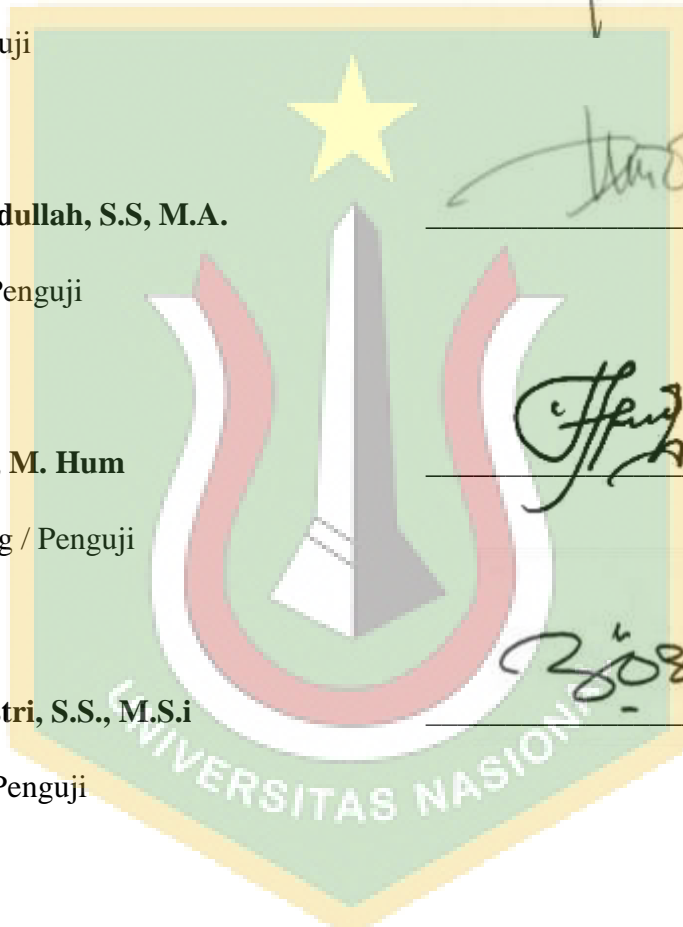 uji
dullah, S.S, M.A.
Penguji
M. Hum
g / Penguji
tri, S.S., M.S.i
Penguji
UNIVERSITAS NASIONAL